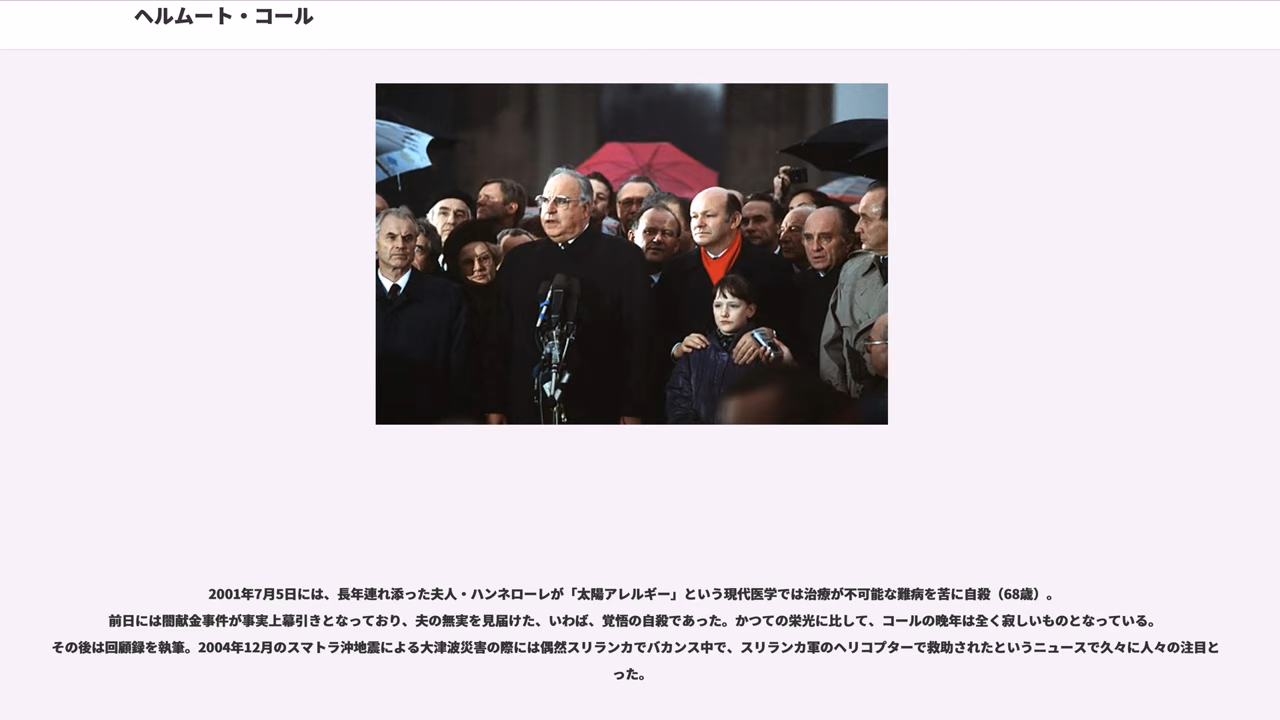 ヘルムート・コール
2001年7月5日には、長年連れ添った夫人・ハンネローレが「太陽アレルギー」という現代医学では治療が不可能な難病を苦に自殺（68歳）。
前日には闇献金事件が事実上幕引きとなっており、夫の無実を見届けた、いわば、覚悟の自殺であった。かつての栄光に比して、コールの晩年は全く寂しいものとなっている。
その後は回顧録を執筆。2004年12月のスマトラ沖地震による大津波災害の際には偶然スリランカでバカンス中で、スリランカ軍のヘリコプターで救助されたというニュースで久々に人々の注目と
った。